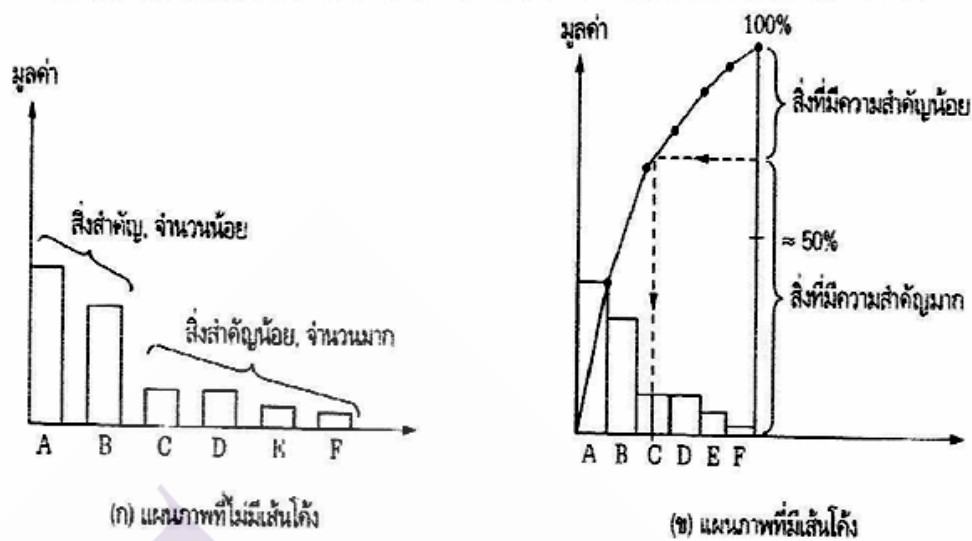 มูลค่า
สิ่งสำคัญ, จำนวนน้อย
สิ่งสำคัญน้อย, จำนวนมาก
A B C D E F
(ก) แผนภาพที่ไม่มีเส้นโค้ง
มูลค่า
100%
สิ่งที่มีความสำคัญน้อย
≈ 50%
สิ่งที่มีความสำคัญมาก
A B C D E F
(ข) แผนภาพที่มีเส้นโค้ง